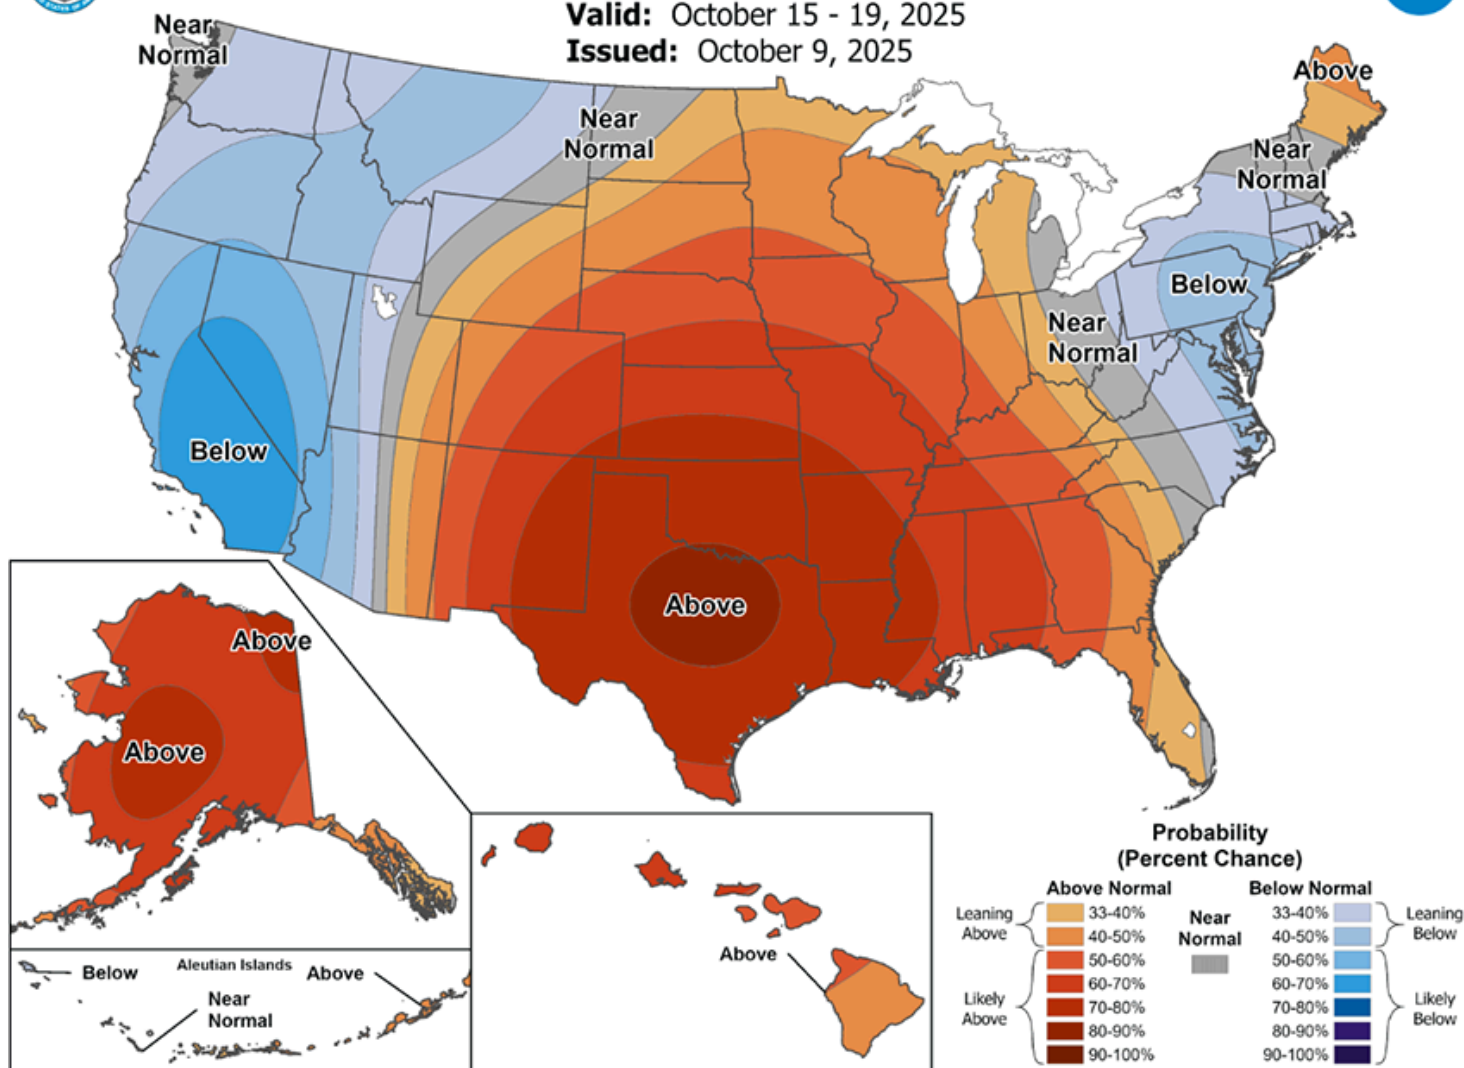 Valid: October 15 - 19, 2025
Issued: October 9, 2025
Near
Normal
Above
Near
Normal
Near
Normal
Below
Near
Normal
Below
Above
Above
Above
Above
Below
Aleutian Islands
Above
Near
Normal
Probability
(Percent Chance)
Above Normal
Below Normal
Leaning
Above
33-40%
40-50%
50-60%
60-70%
70-80%
80-90%
90-100%
Likely
Above
Near
Normal
33-40%
40-50%
50-60%
60-70%
70-80%
80-90%
90-100%
Leaning
Below
Likely
Below